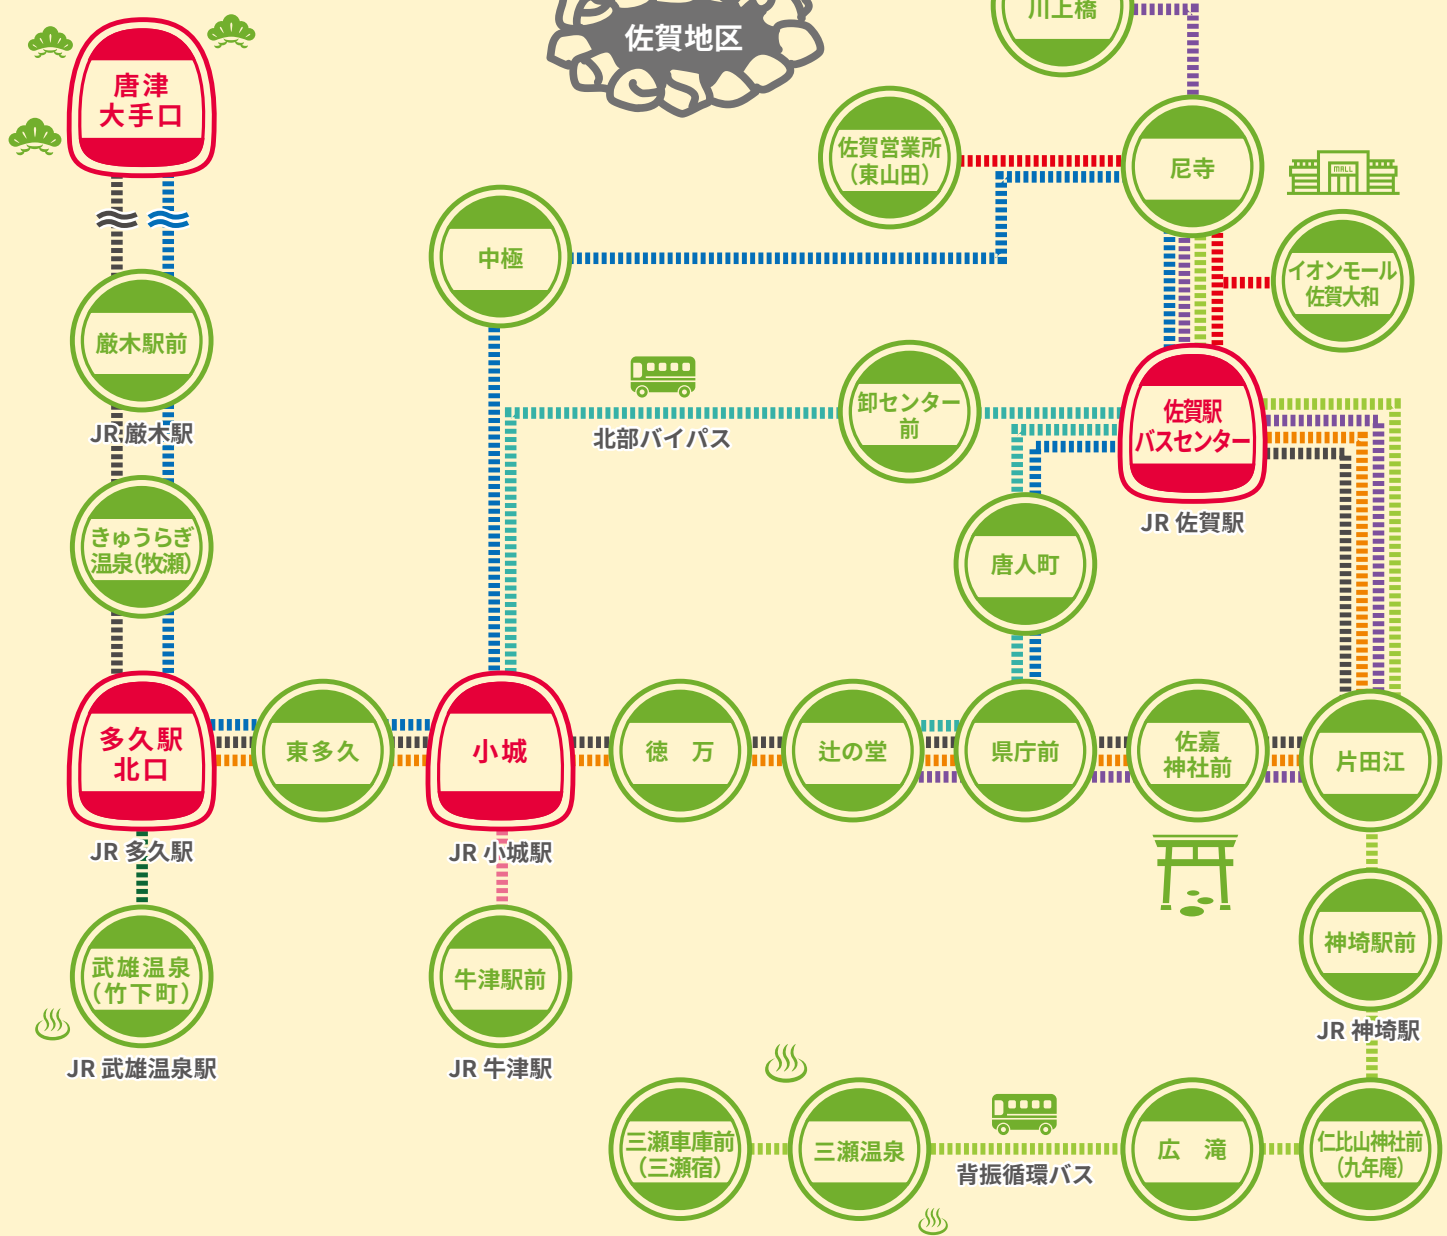 川上橋
佐賀地区
唐津
大手口
佐賀営業所
（東山田）
尼寺
MALL
中極
イオンモール
佐賀大和
厳木駅前
JR 厳木駅
北部バイパス
卸センター
前
佐賀駅
バスセンター
JR 佐賀駅
きゅうらぎ
温泉（牧瀬）
唐人町
多久駅
北口
JR 多久駅
東多久
小城
JR 小城駅
徳　万
辻の堂
県庁前
佐嘉
神社前
片田江
武雄温泉
（竹下町）
JR 武雄温泉駅
牛津駅前
JR 牛津駅
神埼駅前
JR 神埼駅
三瀬車庫前
（三瀬宿）
三瀬温泉
背振循環バス
広　滝
仁比山神社前
（九年庵）